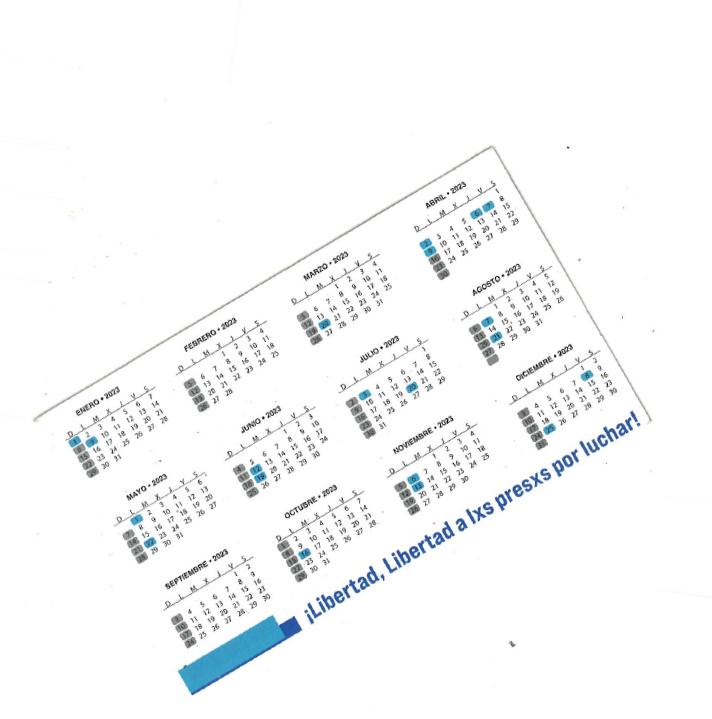 ENERO • 2023
D L M X J V S
1 2 3 4 5 6 7
8 9 10 11 12 13 14
15 16 17 18 19 20 21
22 23 24 25 26 27 28
29 30 31
FEBRERO • 2023
D L M X J V S
1 2 3 4
5 6 7 8 9 10 11
12 13 14 15 16 17 18
19 20 21 22 23 24 25
26 27 28
MARZO • 2023
D L M X J V S
1 2 3 4
5 6 7 8 9 10 11
12 13 14 15 16 17 18
19 20 21 22 23 24 25
26 27 28 29 30 31
ABRIL • 2023
D L M X J V S
1
2 3 4 5 6 7 8
9 10 11 12 13 14 15
16 17 18 19 20 21 22
23 24 25 26 27 28 29
30
MAYO • 2023
D L M X J V S
1 2 3 4 5 6
7 8 9 10 11 12 13
14 15 16 17 18 19 20
21 22 23 24 25 26 27
28 29 30 31
JUNIO • 2023
D L M X J V S
1 2 3
4 5 6 7 8 9 10
11 12 13 14 15 16 17
18 19 20 21 22 23 24
25 26 27 28 29 30
JULIO • 2023
D L M X J V S
1
2 3 4 5 6 7 8
9 10 11 12 13 14 15
16 17 18 19 20 21 22
23 24 25 26 27 28 29
30 31
AGOSTO • 2023
D L M X J V S
1 2 3 4 5
6 7 8 9 10 11 12
13 14 15 16 17 18 19
20 21 22 23 24 25 26
27 28 29 30 31
SEPTIEMBRE • 2023
D L M X J V S
1 2
3 4 5 6 7 8 9
10 11 12 13 14 15 16
17 18 19 20 21 22 23
24 25 26 27 28 29 30
OCTUBRE • 2023
D L M X J V S
1 2 3 4 5 6 7
8 9 10 11 12 13 14
15 16 17 18 19 20 21
22 23 24 25 26 27 28
29 30 31
NOVIEMBRE • 2023
D L M X J V S
1 2 3 4
5 6 7 8 9 10 11
12 13 14 15 16 17 18
19 20 21 22 23 24 25
26 27 28 29 30
DICIEMBRE • 2023
D L M X J V S
1 2
3 4 5 6 7 8 9
10 11 12 13 14 15 16
17 18 19 20 21 22 23
24 25 26 27 28 29 30
31
¡Libertad, Libertad a lxs presxs por luchar!